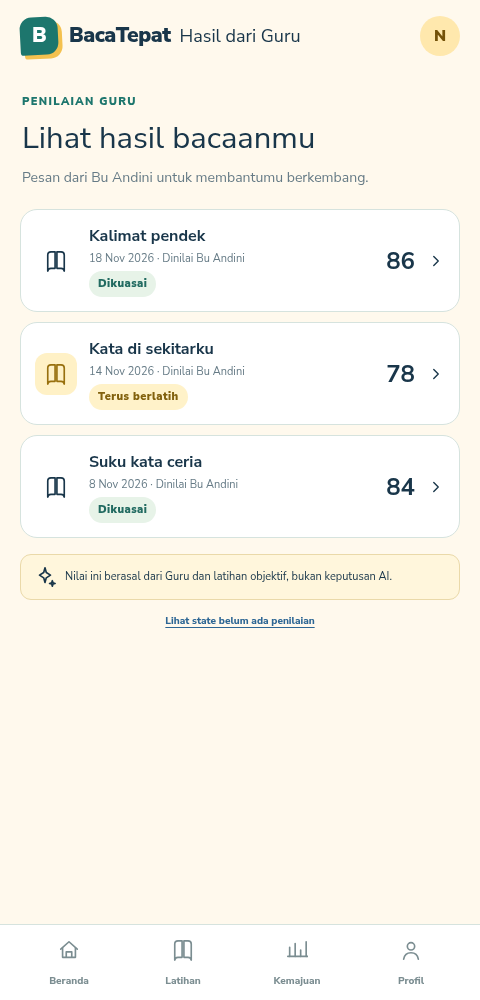 B BacaTepat Hasil dari Guru N
PENILAIAN GURU
Lihat hasil bacaanmu
Pesan dari Bu Andini untuk membantumu berkembang.
Kalimat pendek
18 Nov 2026 · Dinilai Bu Andini
Dikuasai
86
Kata di sekitarku
14 Nov 2026 · Dinilai Bu Andini
Terus berlatih
78
Suku kata ceria
8 Nov 2026 · Dinilai Bu Andini
Dikuasai
84
Nilai ini berasal dari Guru dan latihan objektif, bukan keputusan AI.
Lihat state belum ada penilaian
Beranda Latihan Kemajuan Profil